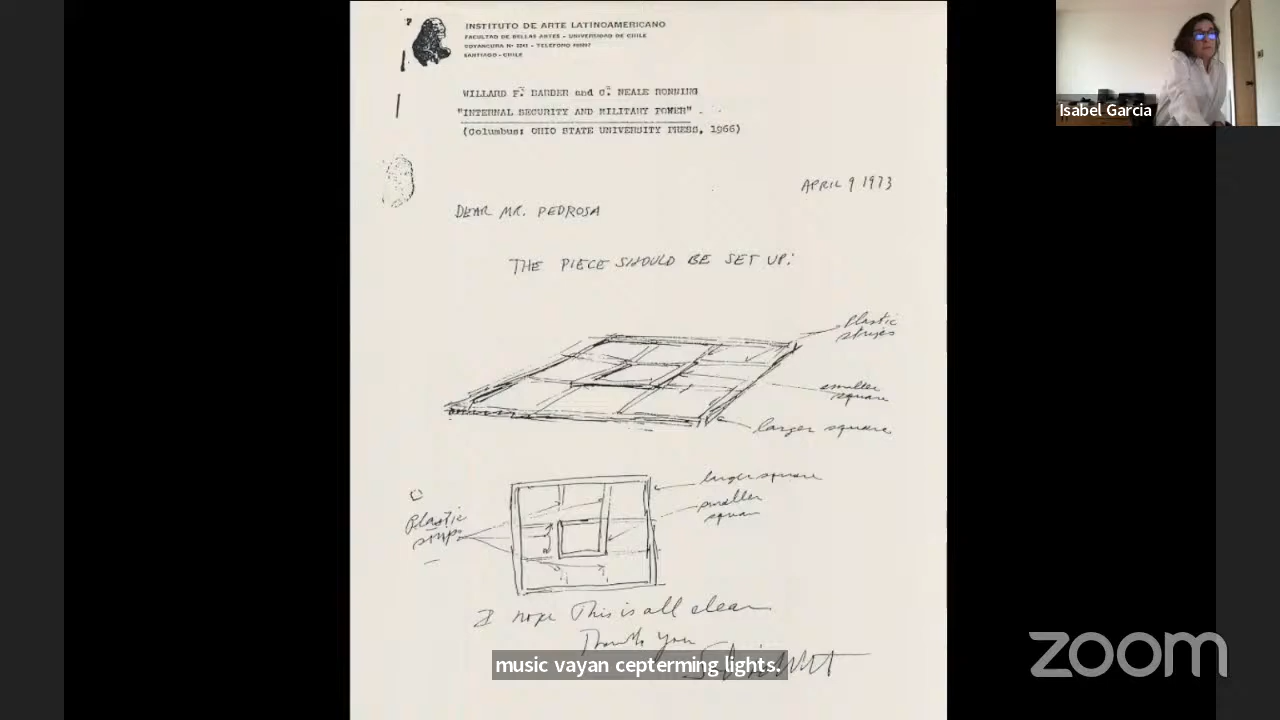 INSTITUTO DE ARTE LATINOAMERICANO
FACULTAD DE BELLAS ARTES - UNIVERSIDAD DE CHILE
SANTIAGO - CHILE
WILLARD F. BARBER and C. NEALE RONNING
"INTERNAL SECURITY AND MILITARY POWER"
(Columbus: OHIO STATE UNIVERSITY PRESS, 1966)
APRIL 9 1973
DEAR MR. PEDROSA
THE PIECE SHOULD BE SET UP:
Plastic
strips
smaller
square
larger square
larger square
smaller
square
Plastic
strips
I hope This is all clear
Thank you
music vayan cepterming lights.
Isabel Garcia
zoom